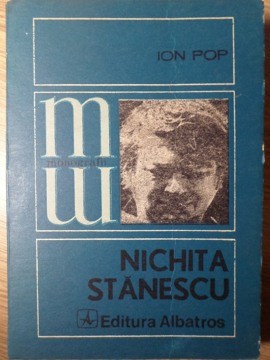 ION POP
m
monografii
m
NICHITA
STĂNESCU
Editura Albatros